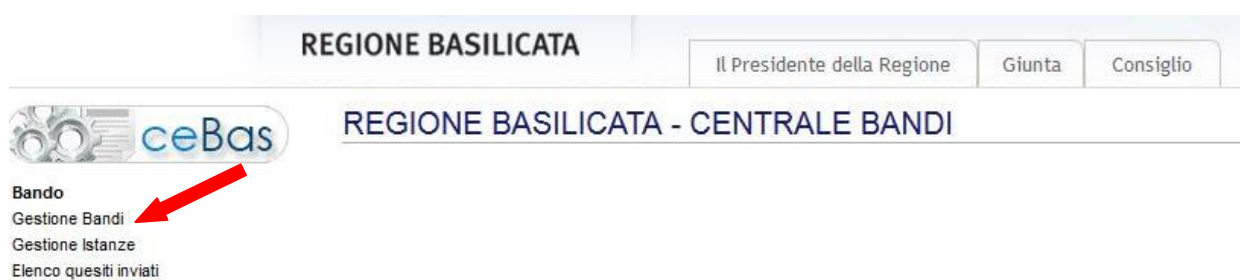 REGIONE BASILICATA
Il Presidente della Regione Giunta Consiglio
ceBas
REGIONE BASILICATA - CENTRALE BANDI
Bando
Gestione Bandi
Gestione Istanze
Elenco quesiti inviati